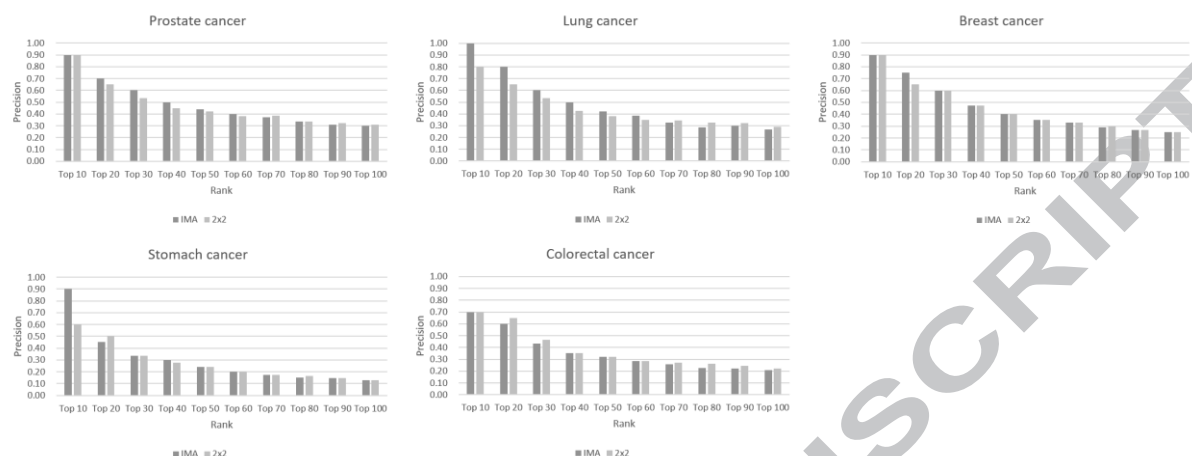 Prostate cancer
1.00
0.90
0.80
0.70
0.60
0.50
0.40
0.30
0.20
0.10
0.00
Precision
Top 10 Top 20 Top 30 Top 40 Top 50 Top 60 Top 70 Top 80 Top 90 Top 100
Rank
IMA 2x2
Lung cancer
1.00
0.90
0.80
0.70
0.60
0.50
0.40
0.30
0.20
0.10
0.00
Precision
Top 10 Top 20 Top 30 Top 40 Top 50 Top 60 Top 70 Top 80 Top 90 Top 100
Rank
IMA 2x2
Breast cancer
1.00
0.90
0.80
0.70
0.60
0.50
0.40
0.30
0.20
0.10
0.00
Precision
Top 10 Top 20 Top 30 Top 40 Top 50 Top 60 Top 70 Top 80 Top 90 Top 100
Rank
IMA 2x2
Stomach cancer
1.00
0.90
0.80
0.70
0.60
0.50
0.40
0.30
0.20
0.10
0.00
Precision
Top 10 Top 20 Top 30 Top 40 Top 50 Top 60 Top 70 Top 80 Top 90 Top 100
Rank
IMA 2x2
Colorectal cancer
1.00
0.90
0.80
0.70
0.60
0.50
0.40
0.30
0.20
0.10
0.00
Precision
Top 10 Top 20 Top 30 Top 40 Top 50 Top 60 Top 70 Top 80 Top 90 Top 100
Rank
IMA 2x2
USCRIPT